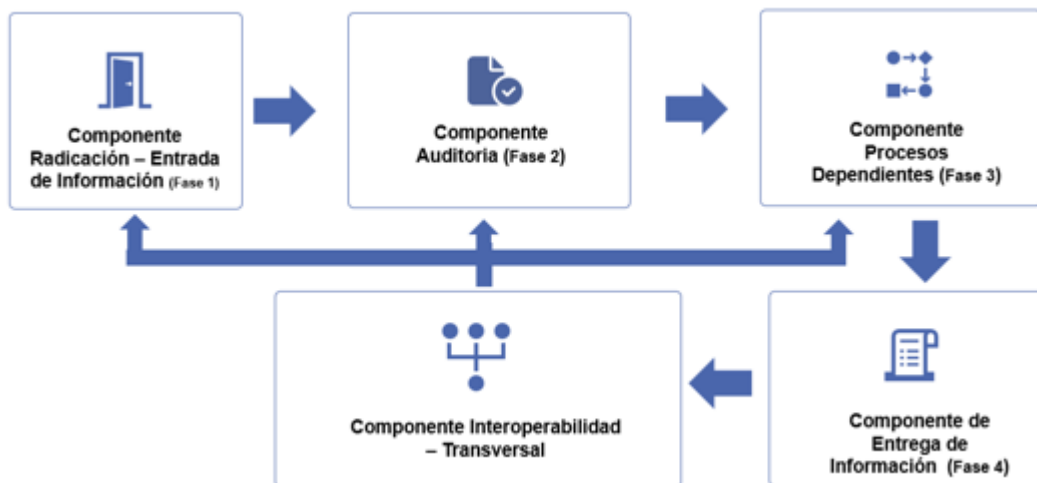 Componente
Radicación – Entrada
de Información (Fase 1)
Componente
Auditoria (Fase 2)
Componente
Procesos
Dependientes (Fase 3)
Componente Interoperabilidad
– Transversal
Componente de
Entrega de
Información (Fase 4)